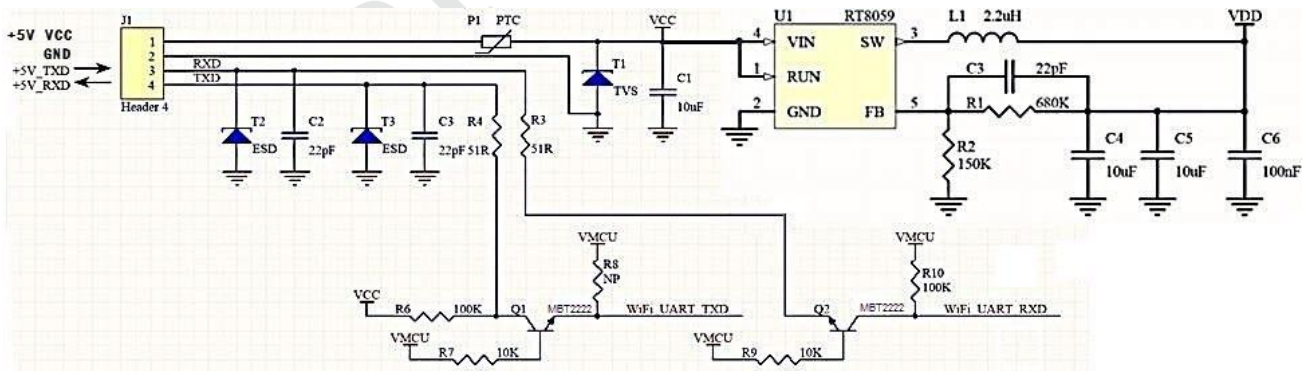 J1
+5V VCC
GND
+5V_TXD
+5V_RXD
1
2
3
4
Header 4
RXD
TXD
P1 PTC
T1
TVS
VCC
C1
10uF
T2
ESD
C2
22pF
T3
ESD
C3
22pF
R4
51R
R3
51R
U1 RT8059
4 VIN SW 3
1 RUN
2 GND FB 5
L1 2.2uH
VDD
C3 22pF
R1 680K
R2
150K
C4
10uF
C5
10uF
C6
100nF
VMCU
R8
NP
VCC
R6 100K
Q1 MBT2222 WiFi_UART_TXD
VMCU
R7 10K
VMCU
R10
100K
Q2 MBT2222 WiFi_UART_RXD
VMCU
R9 10K